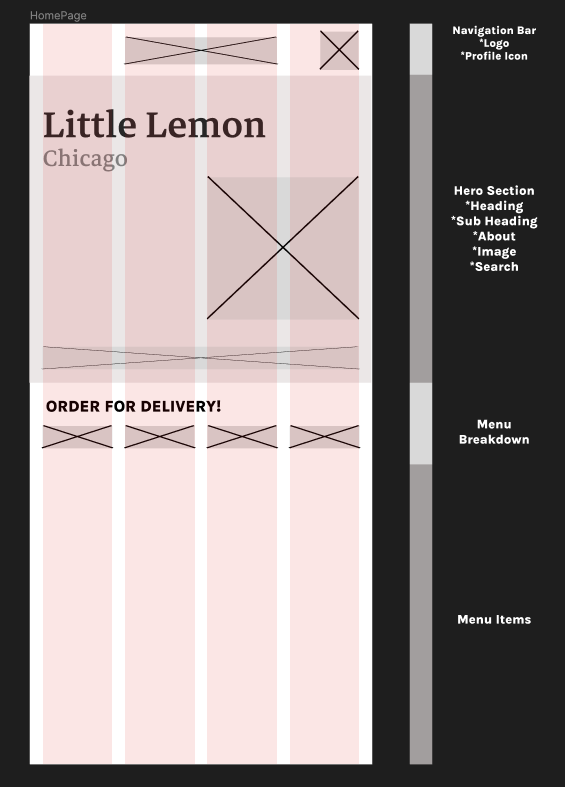 HomePage
Navigation Bar
*Logo
*Profile Icon
Little Lemon
Chicago
Hero Section
*Heading
*Sub Heading
*About
*Image
*Search
ORDER FOR DELIVERY!
Menu
Breakdown
Menu Items